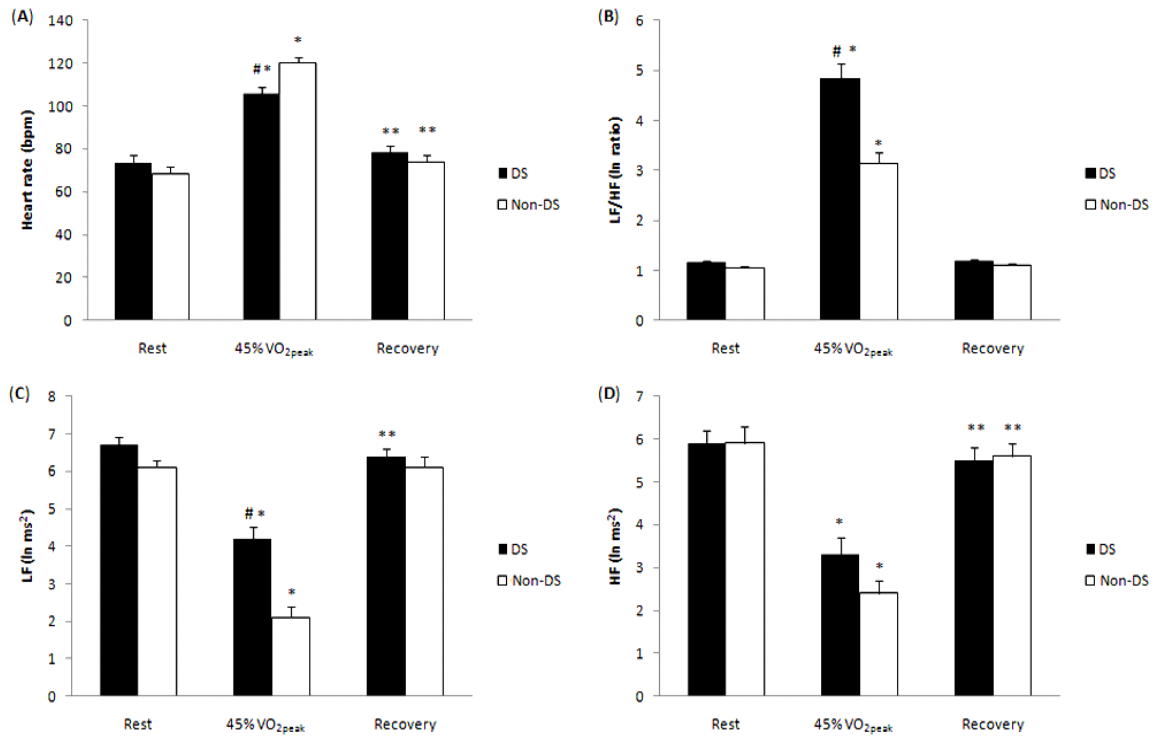 (A)
140
120
100
80
60
40
20
0
Heart rate (bpm)
# *
*
** **
Rest 45% VO2peak Recovery
DS
Non-DS
(B)
6
5
4
3
2
1
0
LF/HF (ln ratio)
# *
*
Rest 45% VO2peak Recovery
DS
Non-DS
(C)
8
7
6
5
4
3
2
1
0
LF (ln ms²)
# *
*
**
Rest 45% VO2peak Recovery
DS
Non-DS
(D)
7
6
5
4
3
2
1
0
HF (ln ms²)
*
*
** **
Rest 45% VO2peak Recovery
DS
Non-DS